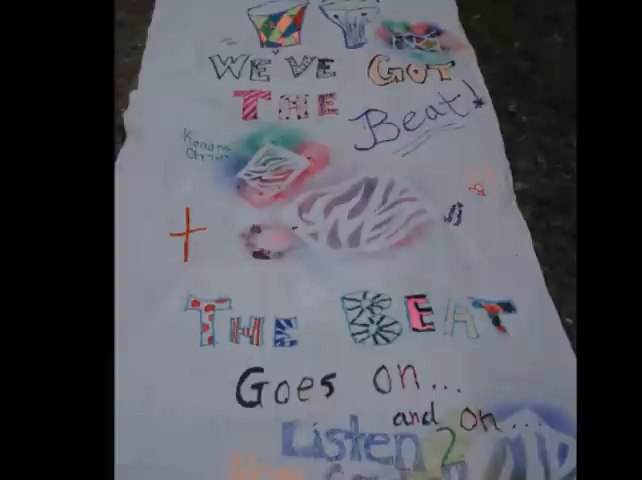 WE'VE GOT
THE Beat!
+
THE BEAT
Goes on...
and on...
Listen 2